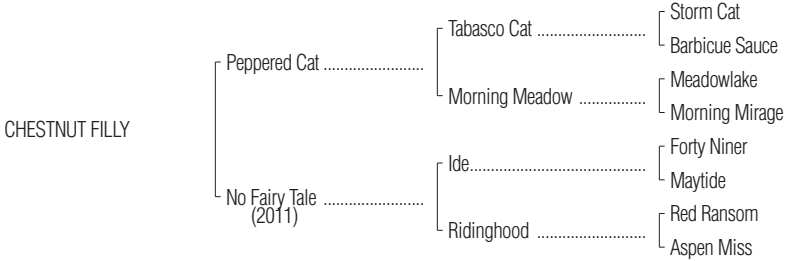 Storm Cat
Tabasco Cat ........................
Barbicue Sauce
Peppered Cat ......................
Meadowlake
Morning Meadow ...............
Morning Mirage
CHESTNUT FILLY
Forty Niner
Ide.......................................
Maytide
No Fairy Tale ......................
(2011)
Red Ransom
Ridinghood ........................
Aspen Miss